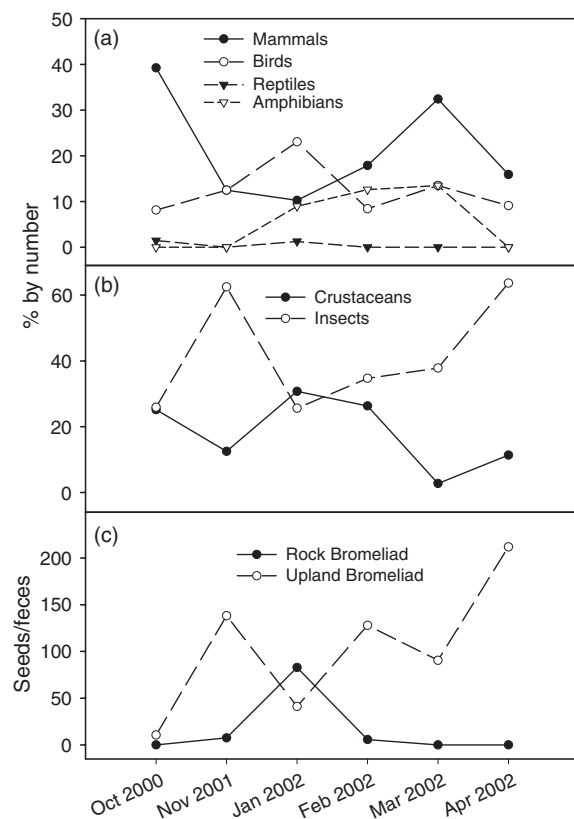 (a)
Mammals
Birds
Reptiles
Amphibians
50
40
30
20
10
0
% by number
(b)
Crustaceans
Insects
60
40
20
0
(c)
Rock Bromeliad
Upland Bromeliad
200
150
100
50
0
Seeds/feces
Oct 2000
Nov 2001
Jan 2002
Feb 2002
Mar 2002
Apr 2002